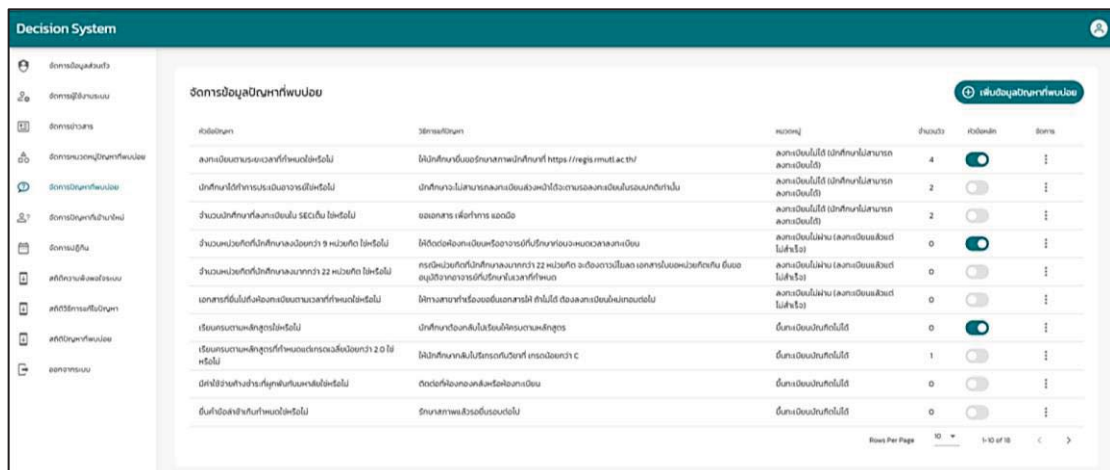 Decision System
จัดการข้อมูลส่วนตัว
จัดการผู้ใช้งานระบบ
จัดการข่าวสาร
จัดการหมวดหมู่ปัญหาที่พบบ่อย
จัดการปัญหาที่พบบ่อย
จัดการปัญหาที่เข้ามาใหม่
จัดการปฏิทิน
สถิติความพึงพอใจระบบ
สถิติวิธีการแก้ไขปัญหา
สถิติปัญหาที่พบบ่อย
ออกจากระบบ
จัดการข้อมูลปัญหาที่พบบ่อย
เพิ่มข้อมูลปัญหาที่พบบ่อย
หัวข้อปัญหา วิธีการแก้ปัญหา หมวดหมู่ จำนวนวิว หัวข้อหลัก จัดการ
ลงทะเบียนตามระยะเวลาที่กำหนดใช่หรือไม่ ให้นักศึกษายื่นขอรักษาสภาพนักศึกษาที่ https://regis.rmutl.ac.th/ ลงทะเบียนไม่ได้ (นักศึกษาไม่สามารถ 4
ลงทะเบียนได้)
นักศึกษาได้ทำการประเมินอาจารย์ใช่หรือไม่ นักศึกษาจะไม่สามารถลงทะเบียนล่วงหน้าได้จะตามรอลงทะเบียนในรอบปกติเท่านั้น ลงทะเบียนไม่ได้ (นักศึกษาไม่สามารถ 2
ลงทะเบียนได้)
จำนวนนักศึกษาที่ลงทะเบียนใน SECเต็ม ใช่หรือไม่ ขอเอกสาร เพื่อทำการ แอดมือ ลงทะเบียนไม่ได้ (นักศึกษาไม่สามารถ 2
ลงทะเบียนได้)
จำนวนหน่วยกิตที่นักศึกษาลงน้อยกว่า 9 หน่วยกิต ใช่หรือไม่ ให้ติดต่อห้องทะเบียนหรืออาจารย์ที่ปรึกษาก่อนจะหมดเวลาลงทะเบียน ลงทะเบียนไม่ผ่าน (ลงทะเบียนแล้วแต่ 0
ไม่สำเร็จ)
จำนวนหน่วยกิตที่นักศึกษาลงมากกว่า 22 หน่วยกิต ใช่หรือไม่ กรณีหน่วยกิตที่นักศึกษาลงมากกว่า 22 หน่วยกิต จะต้องดาวน์โหลด เอกสารใบขอหน่วยกิตเกิน ยื่นขอ ลงทะเบียนไม่ผ่าน (ลงทะเบียนแล้วแต่ 0
อนุมัติจากอาจารย์ที่ปรึกษาในเวลาที่กำหนด ไม่สำเร็จ)
เอกสารที่ยื่นไปถึงห้องทะเบียนตามเวลาที่กำหนดใช่หรือไม่ ให้ทางสาขาทำเรื่องขอยื่นเอกสารให้ ถ้าไม่ได้ ต้องลงทะเบียนใหม่เทอมต่อไป ลงทะเบียนไม่ผ่าน (ลงทะเบียนแล้วแต่ 0
ไม่สำเร็จ)
เรียนครบตามหลักสูตรใช่หรือไม่ นักศึกษาต้องกลับไปเรียนให้ครบตามหลักสูตร ขึ้นทะเบียนบัณฑิตไม่ได้ 0
เรียนครบตามหลักสูตรที่กำหนดแต่เกรดเฉลี่ยน้อยกว่า 2.0 ใช่ ให้นักศึกษากลับไปรีเกรดกับวิชาที่ เกรดน้อยกว่า C ขึ้นทะเบียนบัณฑิตไม่ได้ 1
หรือไม่
มีค่าใช้จ่ายค้างชำระที่ผูกพันกับมหาลัยใช่หรือไม่ ติดต่อที่ห้องกองคลังหรือห้องทะเบียน ขึ้นทะเบียนบัณฑิตไม่ได้ 0
ยื่นคำร้อล่าช้าเกินกำหนดใช่หรือไม่ รักษาสภาพแล้วรอยื่นรอบต่อไป ขึ้นทะเบียนบัณฑิตไม่ได้ 0
Rows Per Page 10 1-10 of 18